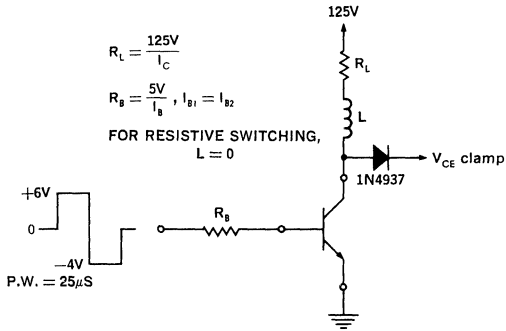 125V
R_L = 125V / I_C
R_L
R_B = 5V / I_B , I_B1 = I_B2
L
FOR RESISTIVE SWITCHING,
L = 0
V_CE clamp
1N4937
+6V
0
R_B
−4V
P.W. = 25µS